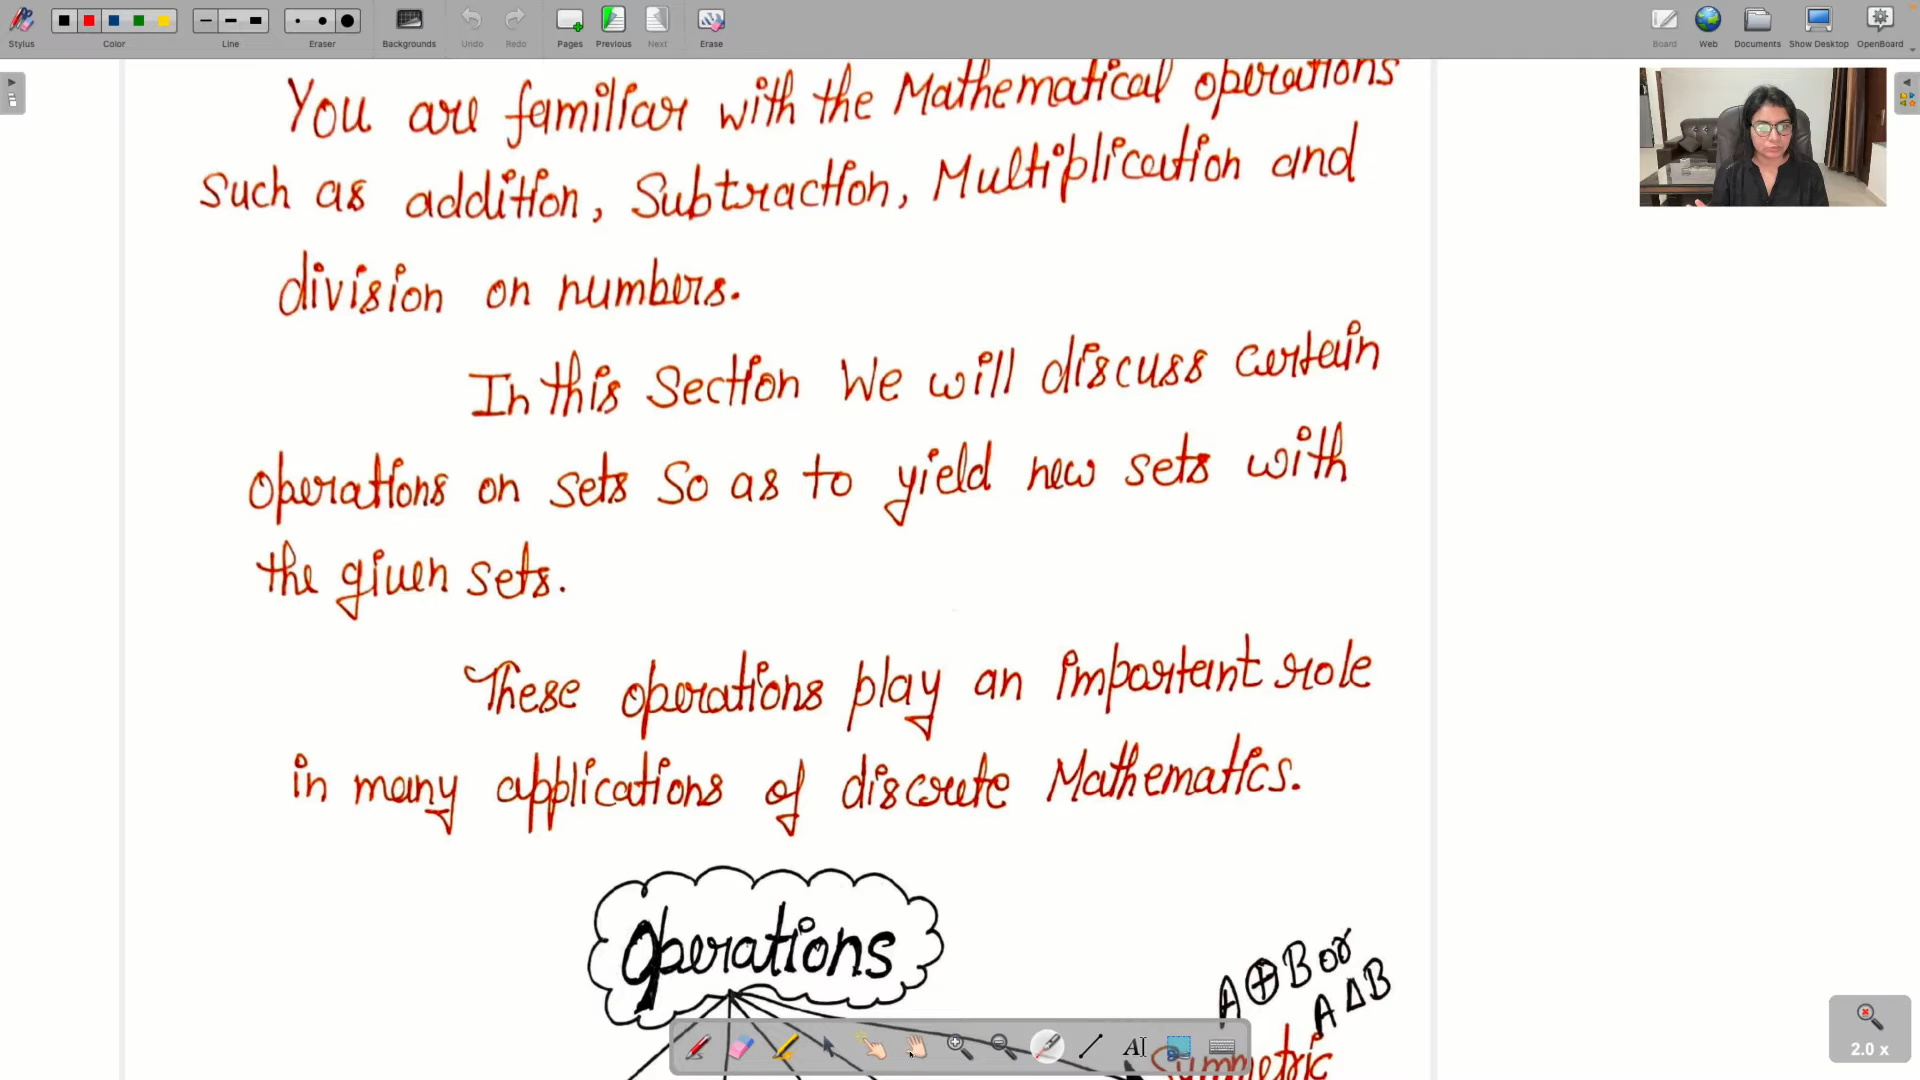 Stylus
Color
Line
Eraser
Backgrounds
Undo
Redo
Pages
Previous
Next
Erase
Board
Web
Documents
Show Desktop
OpenBoard
You are familiar with the Mathematical operations
Such as addition, Subtraction, Multiplication and
division on numbers.
In this Section We will discuss certain
operations on sets So as to yield new sets with
the given sets.
These operations play an important role
in many applications of discrete Mathematics.
Operations
A ⊕ B or
A Δ B
Symmetric
AI
2.0 x